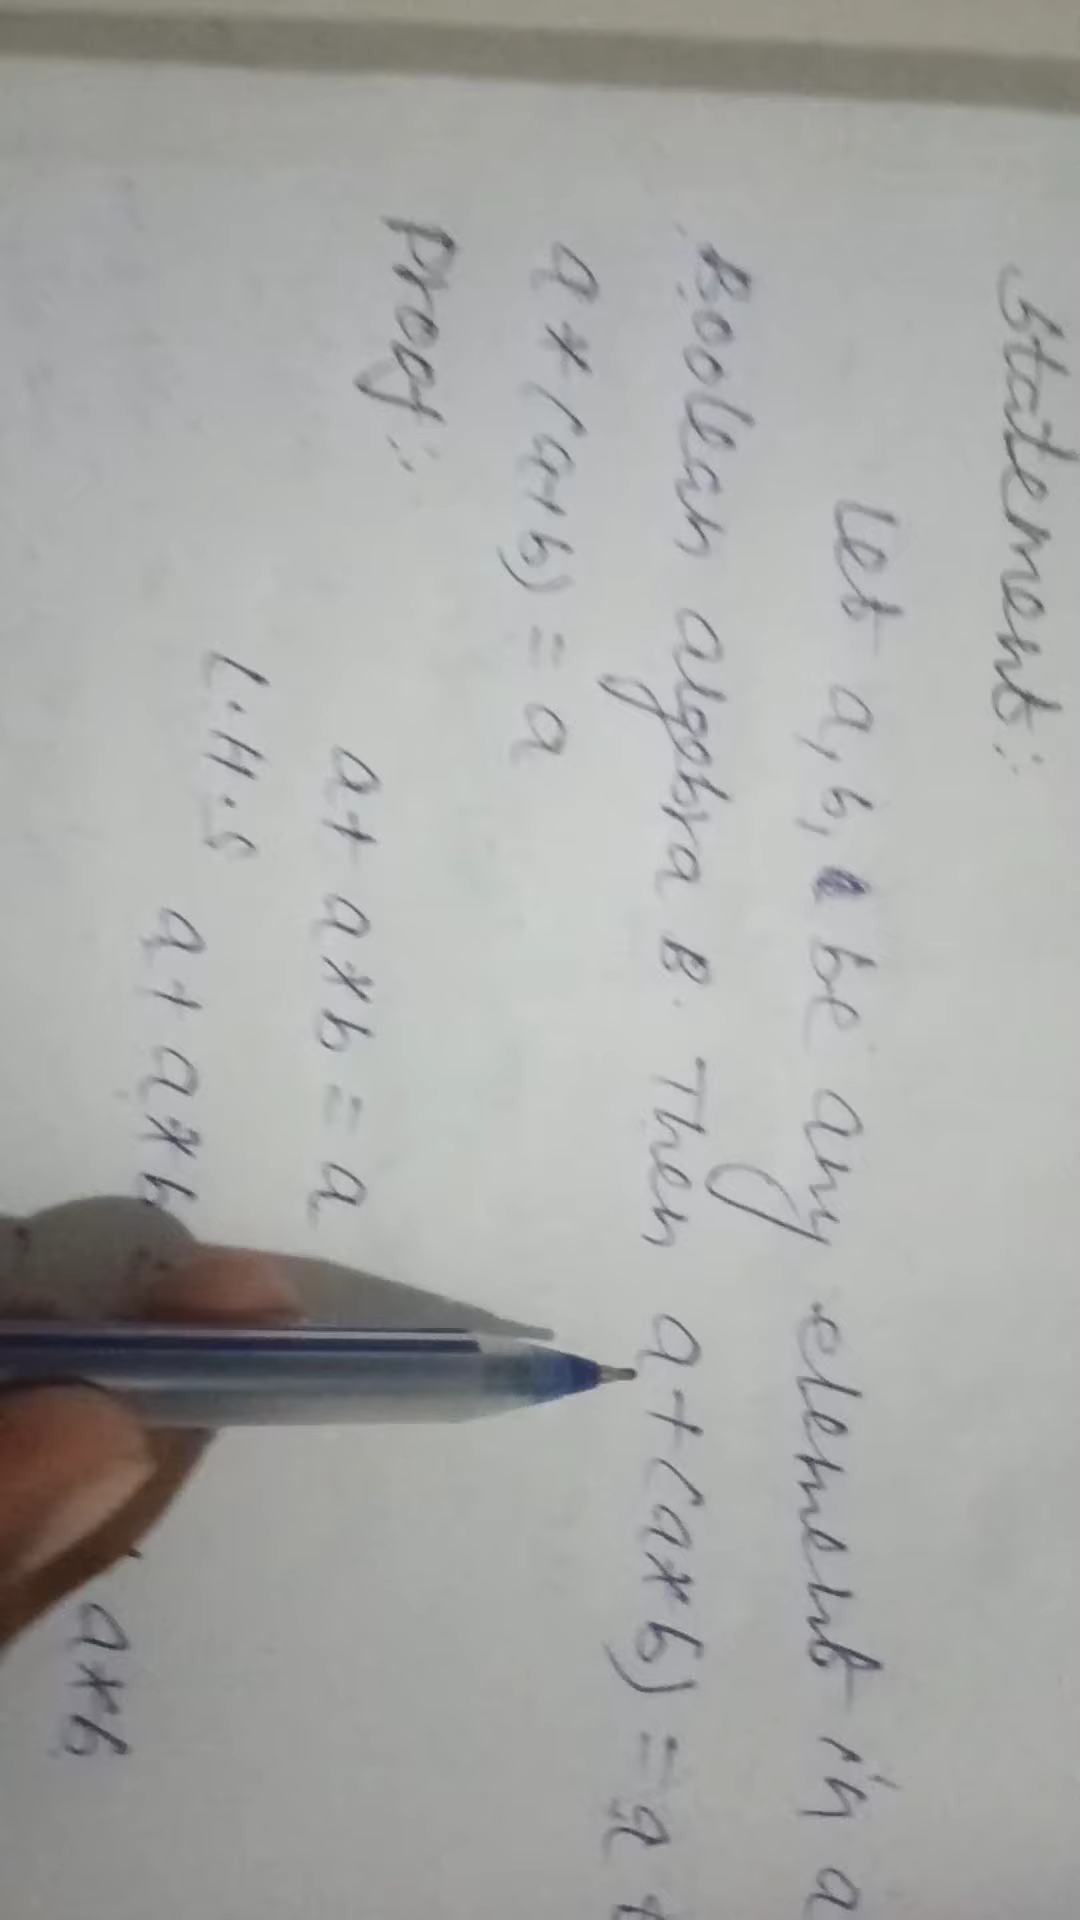 Statement:
Let a, b, be any element in a
Boolean algebra B. Then a + (a * b) = a
a * (a + b) = a
Proof:
a + a * b = a
L.H.S a + a * b
a * b